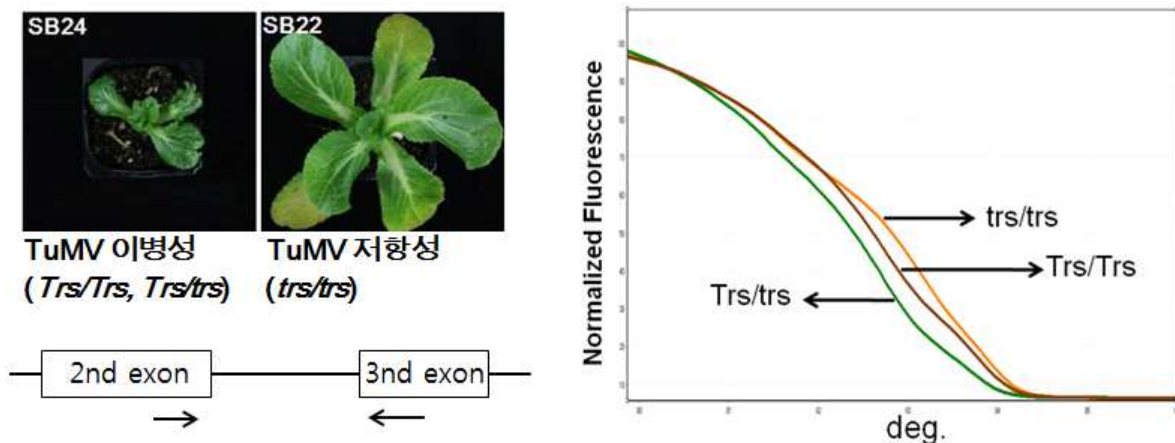 SB24
SB22
TuMV 이병성
(Trs/Trs, Trs/trs)
TuMV 저항성
(trs/trs)
2nd exon
3nd exon
Normalized Fluorescence
trs/trs
Trs/Trs
Trs/trs
deg.